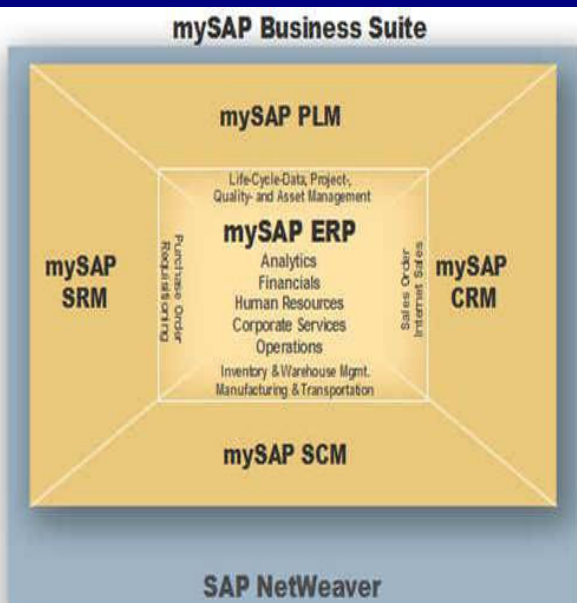 mySAP Business Suite
mySAP PLM
Life-Cycle-Data, Project-,
Quality- and Asset Management
mySAP
SRM
Purchase Order
Requisitioning
mySAP ERP
Analytics
Financials
Human Resources
Corporate Services
Operations
Inventory & Warehouse Mgmt.
Manufacturing & Transportation
Sales Order
Internet Sales
mySAP
CRM
mySAP SCM
SAP NetWeaver